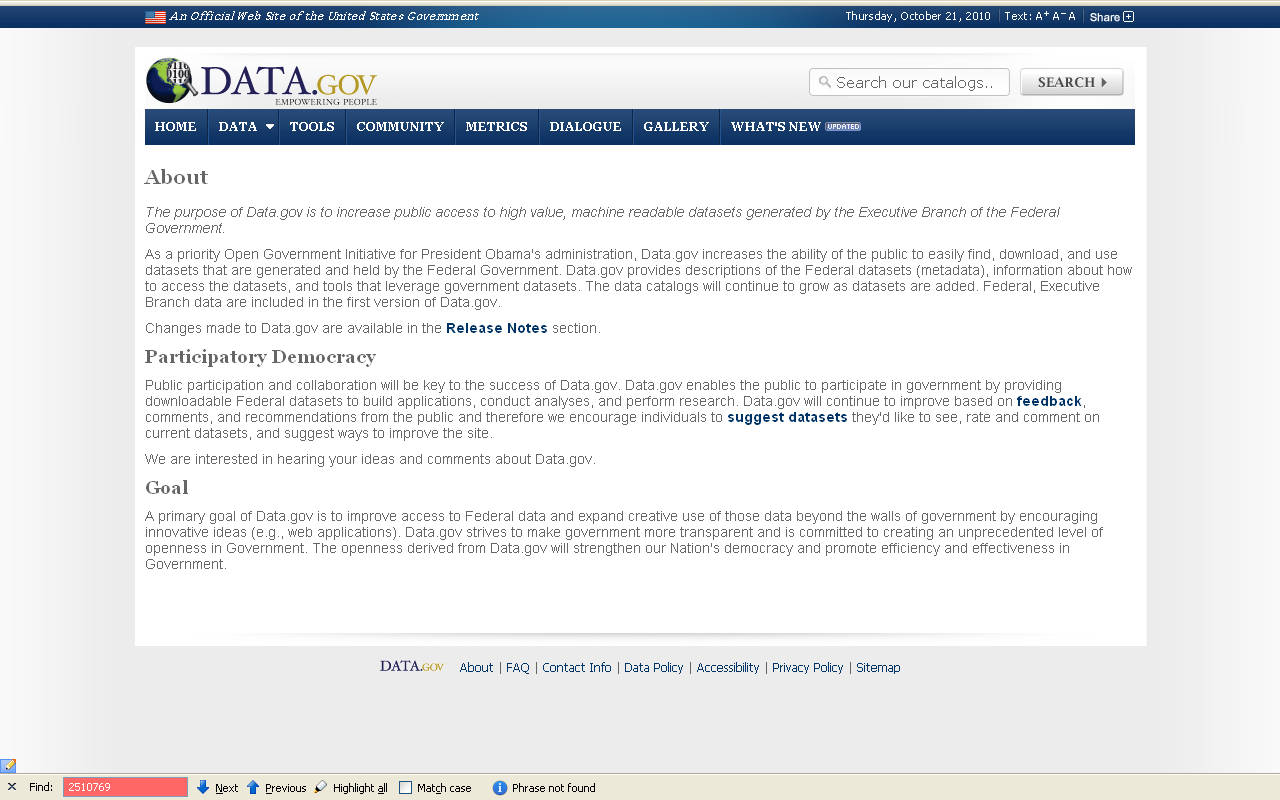 An Official Web Site of the United States Government Thursday, October 21, 2010 Text: A+ A- A Share
DATA.GOV
EMPOWERING PEOPLE
Search our catalogs.. SEARCH
HOME DATA TOOLS COMMUNITY METRICS DIALOGUE GALLERY WHAT'S NEW UPDATED
About
The purpose of Data.gov is to increase public access to high value, machine readable datasets generated by the Executive Branch of the Federal
Government.
As a priority Open Government Initiative for President Obama's administration, Data.gov increases the ability of the public to easily find, download, and use
datasets that are generated and held by the Federal Government. Data.gov provides descriptions of the Federal datasets (metadata), information about how
to access the datasets, and tools that leverage government datasets. The data catalogs will continue to grow as datasets are added. Federal, Executive
Branch data are included in the first version of Data.gov.
Changes made to Data.gov are available in the Release Notes section.
Participatory Democracy
Public participation and collaboration will be key to the success of Data.gov. Data.gov enables the public to participate in government by providing
downloadable Federal datasets to build applications, conduct analyses, and perform research. Data.gov will continue to improve based on feedback,
comments, and recommendations from the public and therefore we encourage individuals to suggest datasets they'd like to see, rate and comment on
current datasets, and suggest ways to improve the site.
We are interested in hearing your ideas and comments about Data.gov.
Goal
A primary goal of Data.gov is to improve access to Federal data and expand creative use of those data beyond the walls of government by encouraging
innovative ideas (e.g., web applications). Data.gov strives to make government more transparent and is committed to creating an unprecedented level of
openness in Government. The openness derived from Data.gov will strengthen our Nation's democracy and promote efficiency and effectiveness in
Government.
DATA.GOV About | FAQ | Contact Info | Data Policy | Accessibility | Privacy Policy | Sitemap
Find: 2510769 Next Previous Highlight all Match case Phrase not found